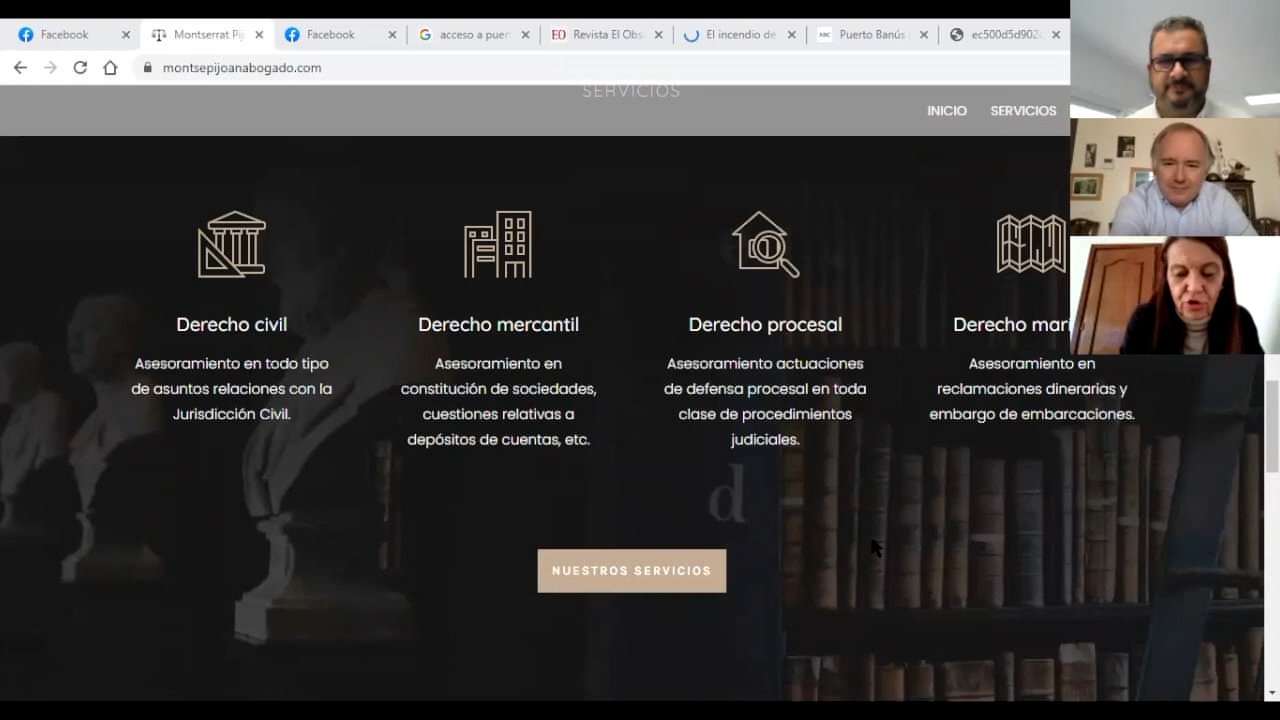 Facebook
Montserrat Pij
Facebook
acceso a puer
EO Revista El Obs
El incendio de
ABC Puerto Banús
ec500d5d902
montsepijoanabogado.com
SERVICIOS
INICIO SERVICIOS
Derecho civil
Asesoramiento en todo tipo
de asuntos relaciones con la
Jurisdicción Civil.
Derecho mercantil
Asesoramiento en
constitución de sociedades,
cuestiones relativas a
depósitos de cuentas, etc.
Derecho procesal
Asesoramiento actuaciones
de defensa procesal en toda
clase de procedimientos
judiciales.
Derecho mari
Asesoramiento en
reclamaciones dinerarias y
embargo de embarcaciones.
d
NUESTROS SERVICIOS